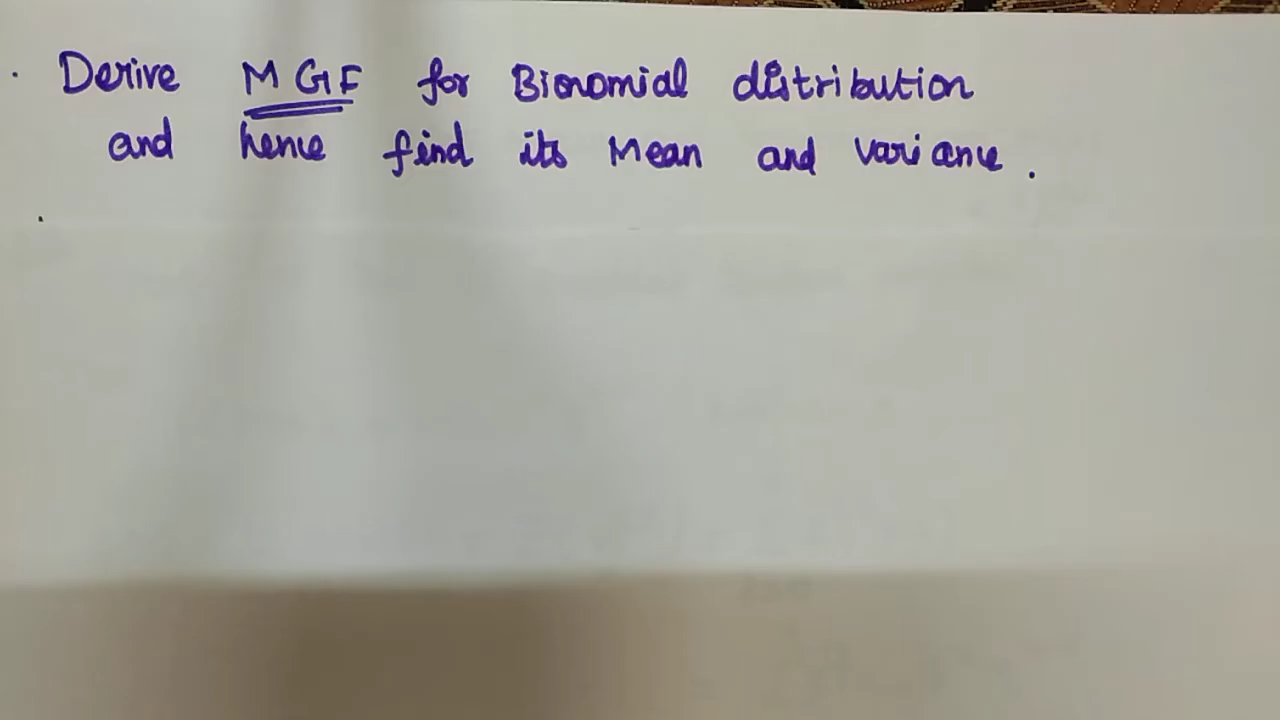 Derive MGF for Binomial distribution
and hence find its Mean and variance.